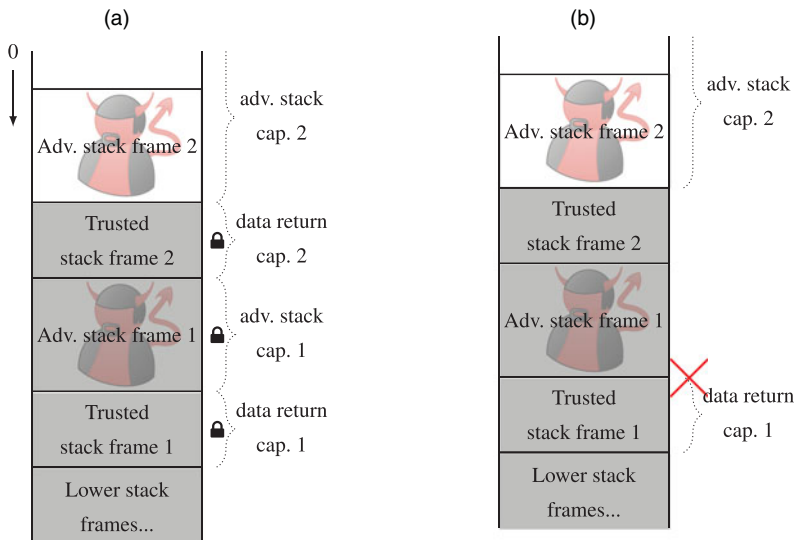 (a)
0
adv. stack
cap. 2
Adv. stack frame 2
Trusted
stack frame 2
data return
cap. 2
Adv. stack frame 1
adv. stack
cap. 1
Trusted
stack frame 1
data return
cap. 1
Lower stack
frames...
(b)
adv. stack
cap. 2
Adv. stack frame 2
Trusted
stack frame 2
Adv. stack frame 1
Trusted
stack frame 1
data return
cap. 1
Lower stack
frames...